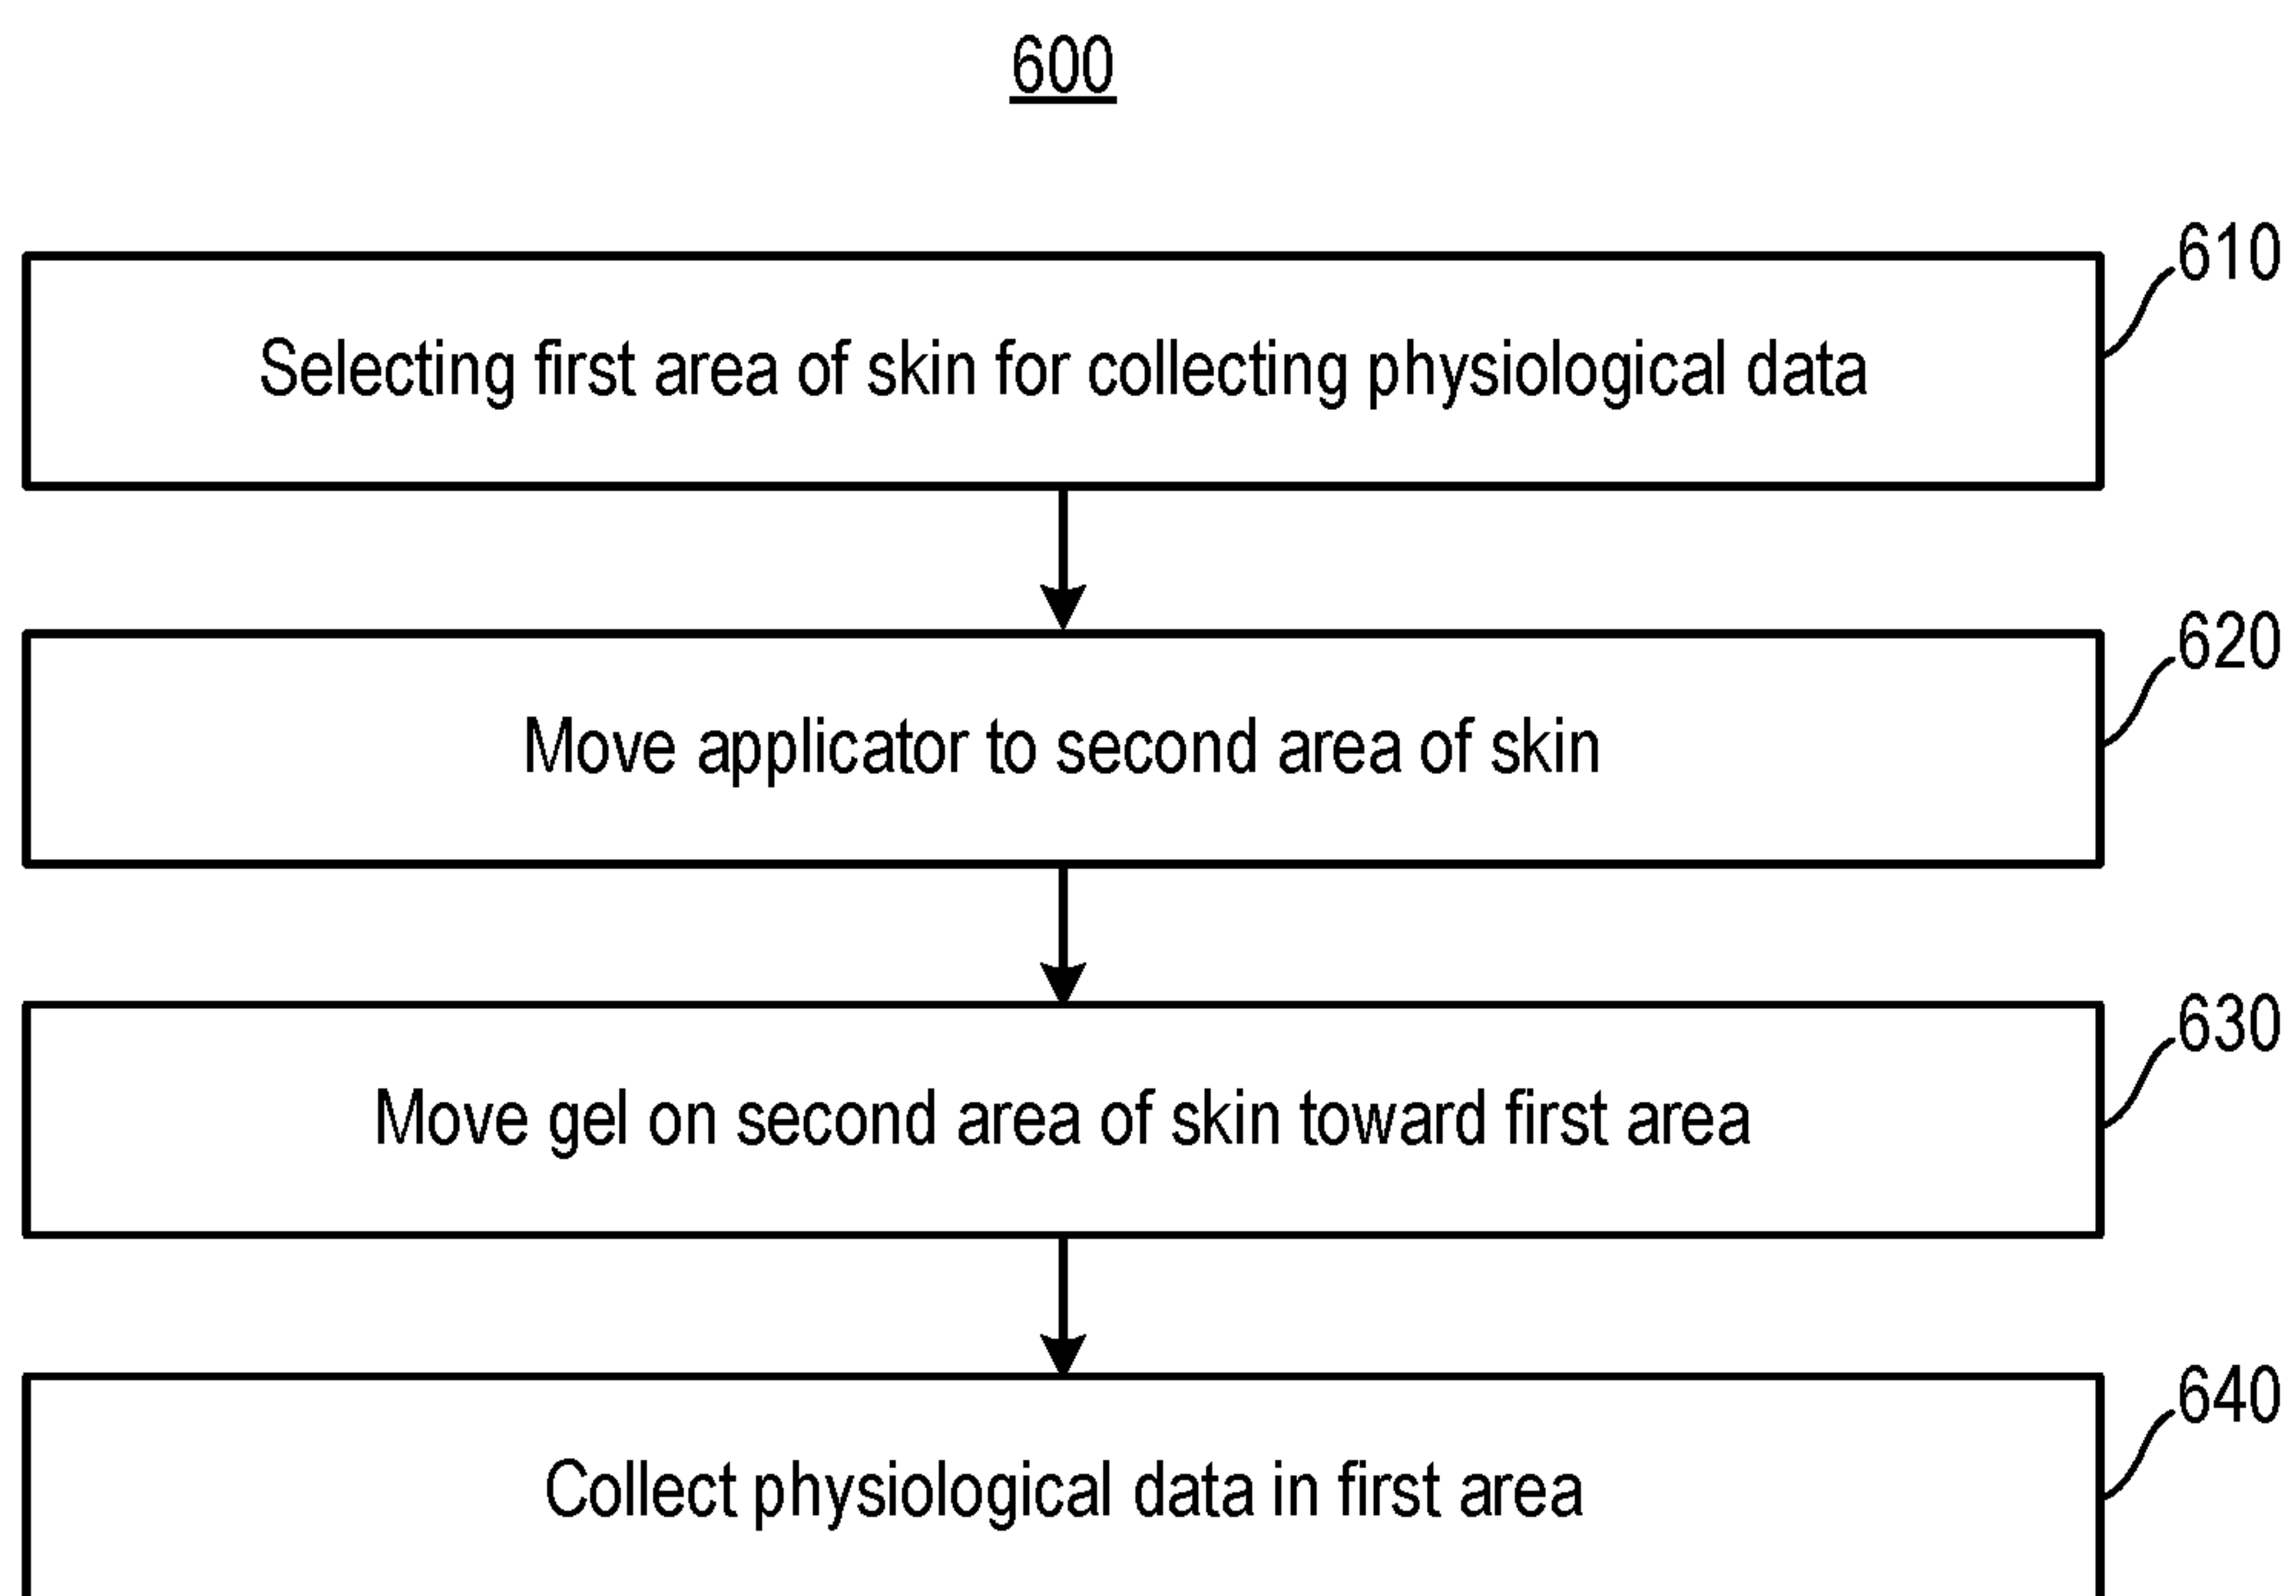 600
610
Selecting first area of skin for collecting physiological data
620
Move applicator to second area of skin
630
Move gel on second area of skin toward first area
640
Collect physiological data in first area